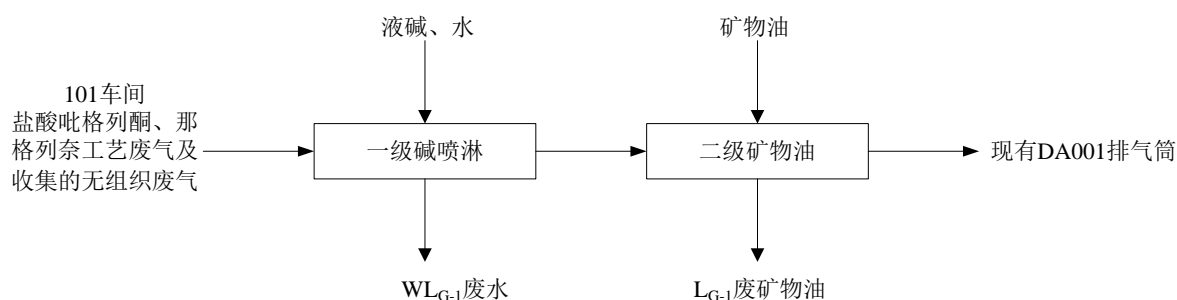 液碱、水
矿物油
101车间
盐酸吡格列酮、那
格列奈工艺废气及
收集的无组织废气
一级碱喷淋
二级矿物油
现有DA001排气筒
WLG-1废水
LG-1废矿物油